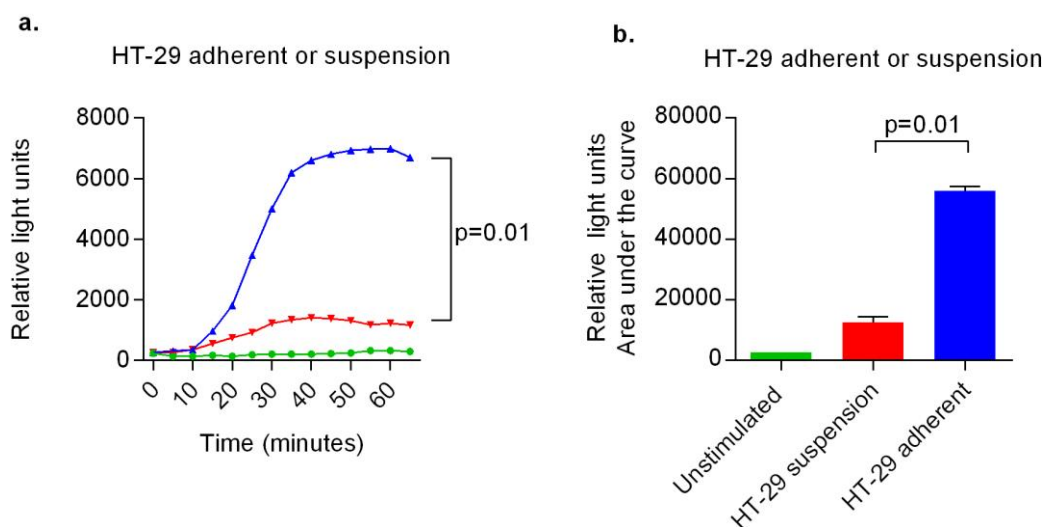 a.
HT-29 adherent or suspension
Relative light units
8000
6000
4000
2000
0
p=0.01
0
10
20
30
40
50
60
Time (minutes)
b.
HT-29 adherent or suspension
Relative light units
Area under the curve
80000
60000
40000
20000
0
p=0.01
Unstimulated
HT-29 suspension
HT-29 adherent